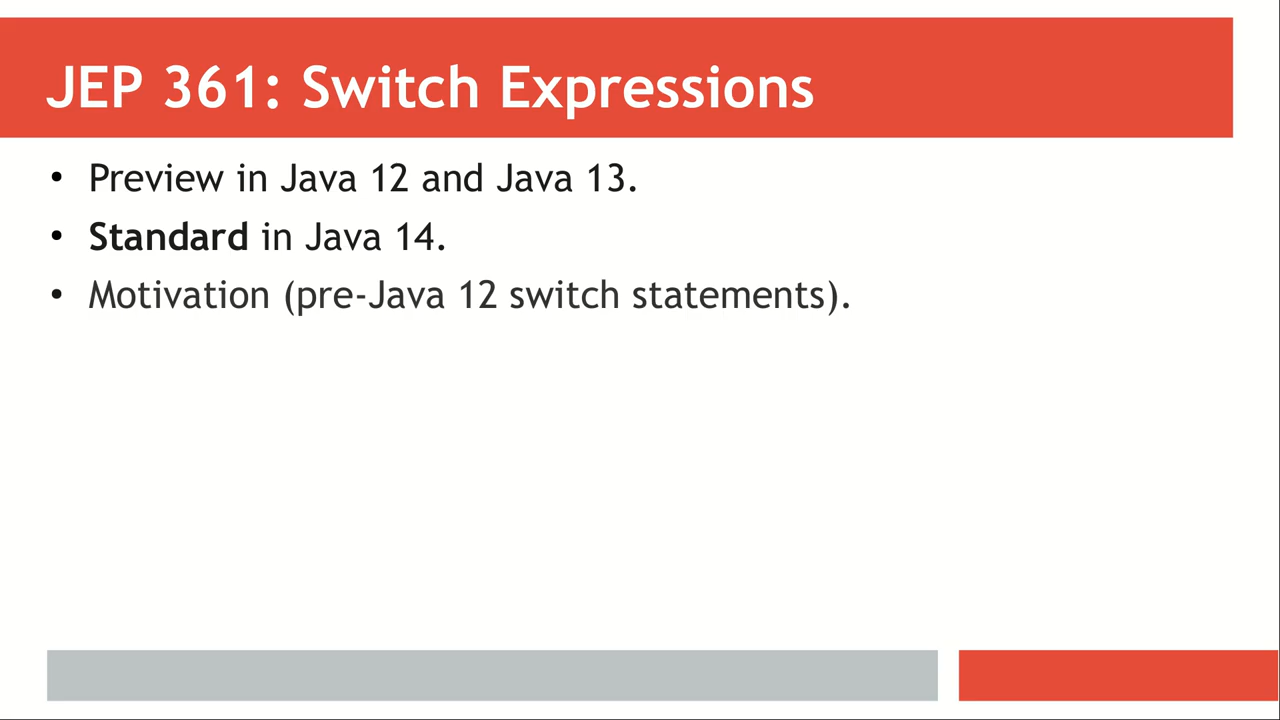 JEP 361: Switch Expressions
• Preview in Java 12 and Java 13.
• Standard in Java 14.
• Motivation (pre-Java 12 switch statements).